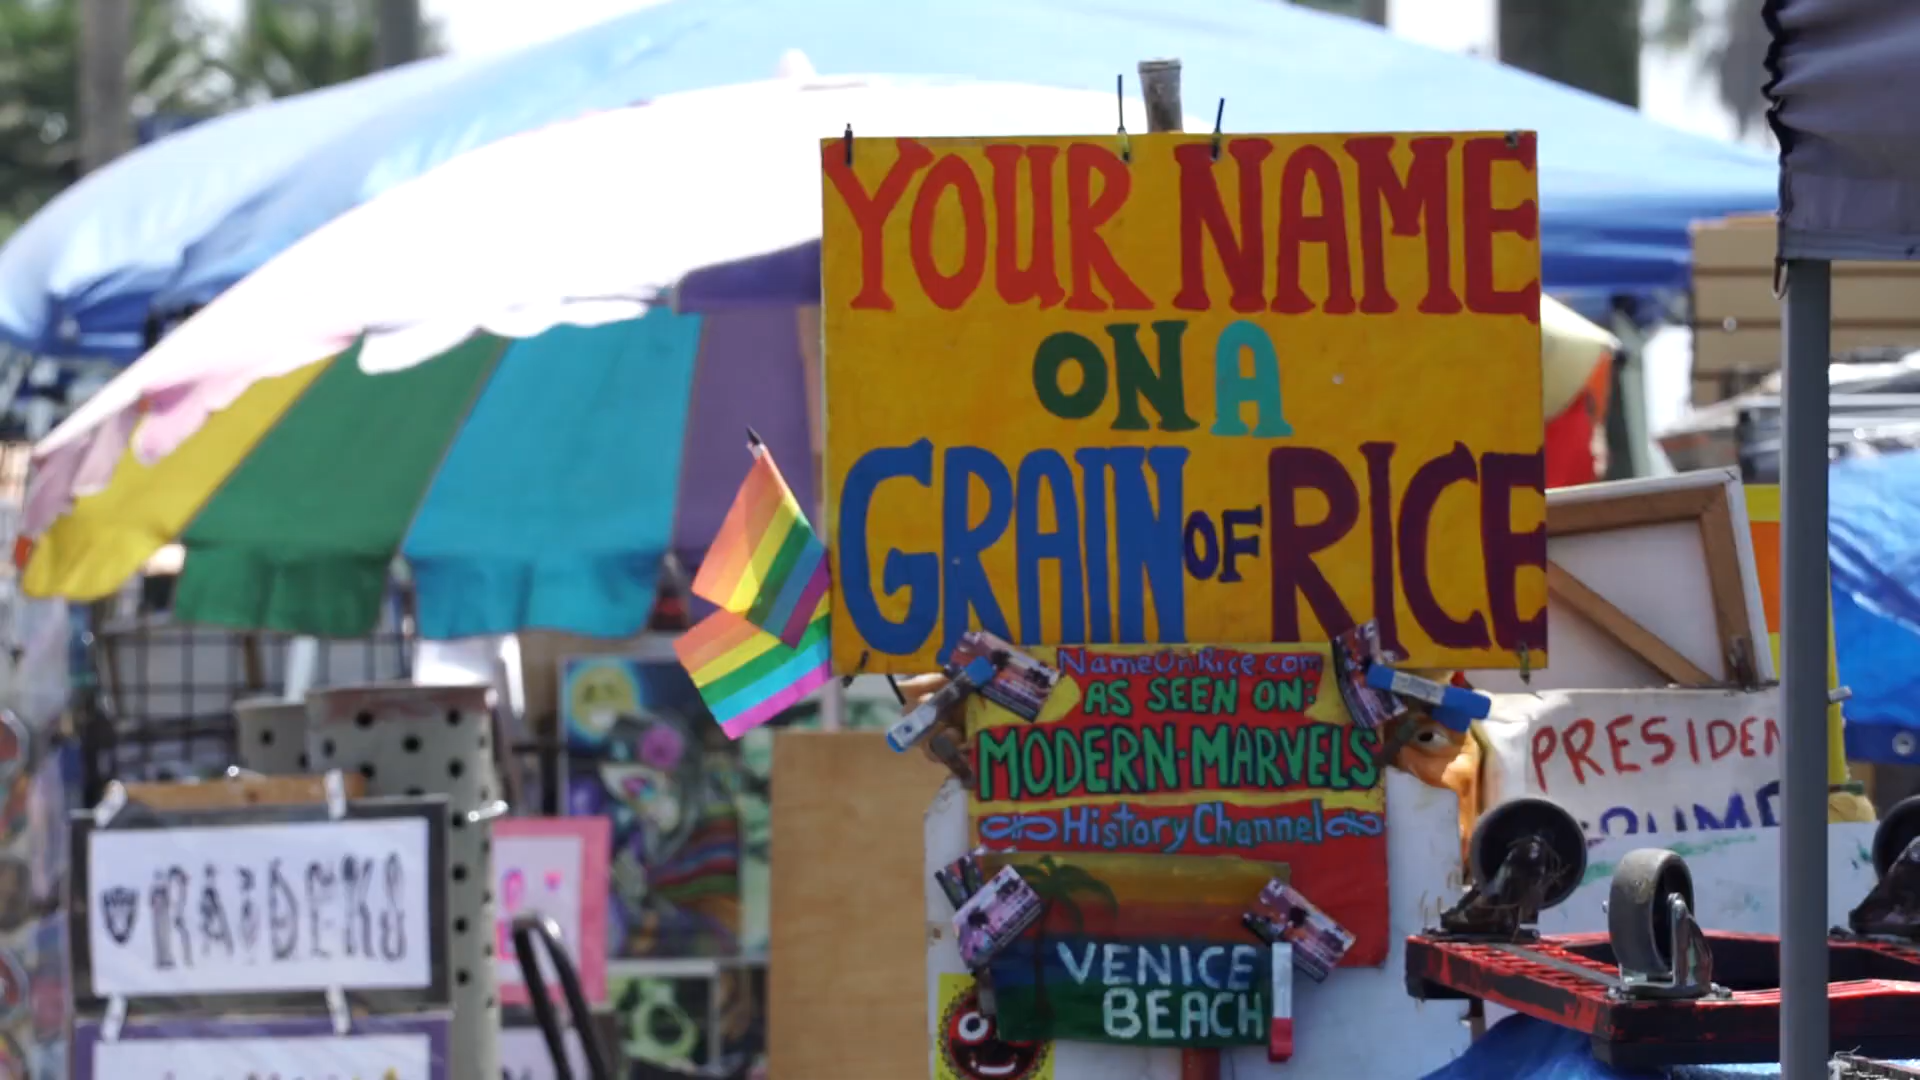 YOUR NAME
ON A
GRAIN OF RICE
NameOnRice.com
AS SEEN ON:
MODERN-MARVELS
History Channel
VENICE
BEACH
RAIDERS
PRESIDEN